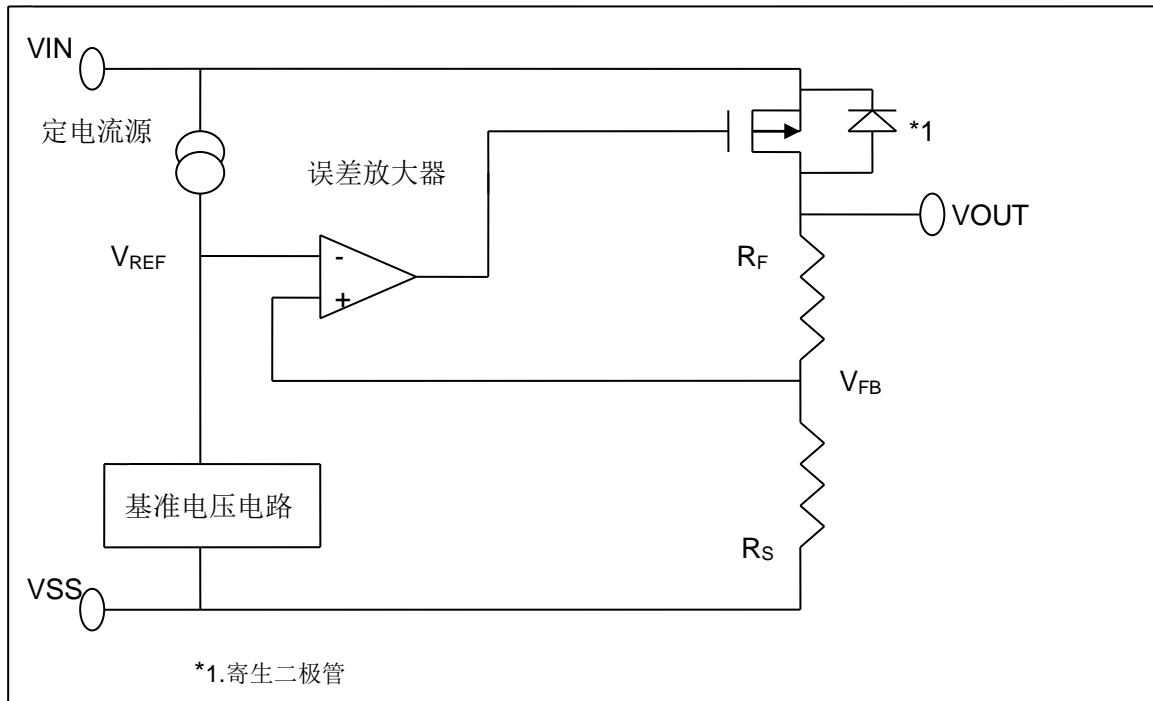 VIN
定电流源
*1
误差放大器
VOUT
VREF
-
RF
+
VFB
基准电压电路
RS
VSS
*1.寄生二极管